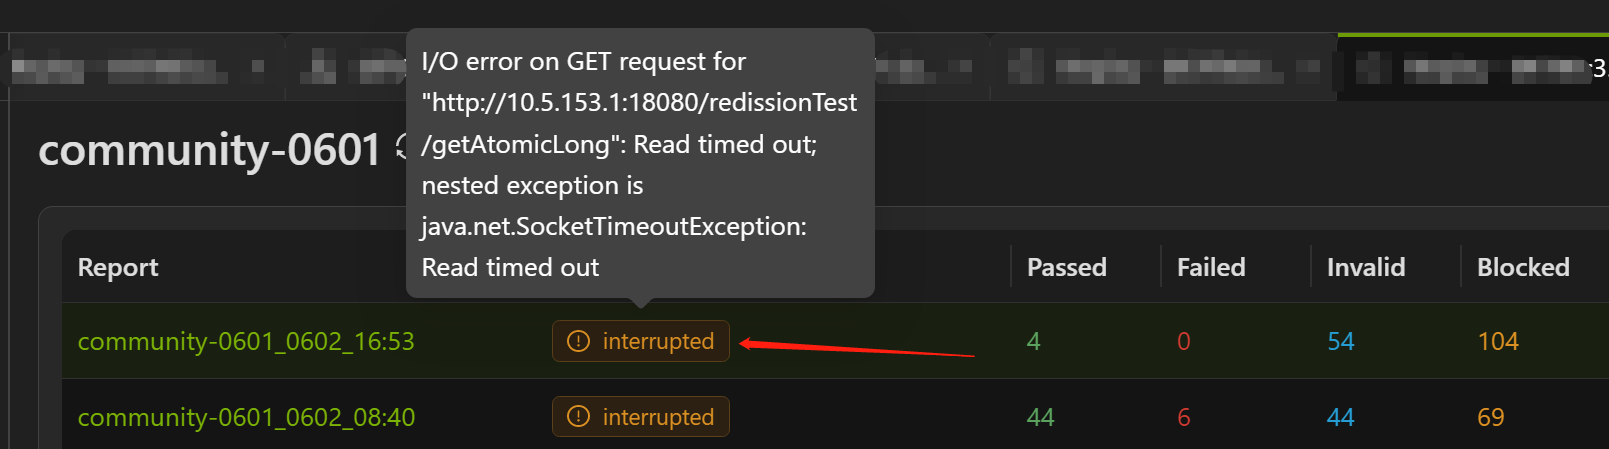 I/O error on GET request for
"http://10.5.153.1:18080/redissionTest
/getAtomicLong": Read timed out;
nested exception is
java.net.SocketTimeoutException:
Read timed out
community-0601
Report Passed Failed Invalid Blocked
community-0601_0602_16:53 interrupted 4 0 54 104
community-0601_0602_08:40 interrupted 44 6 44 69